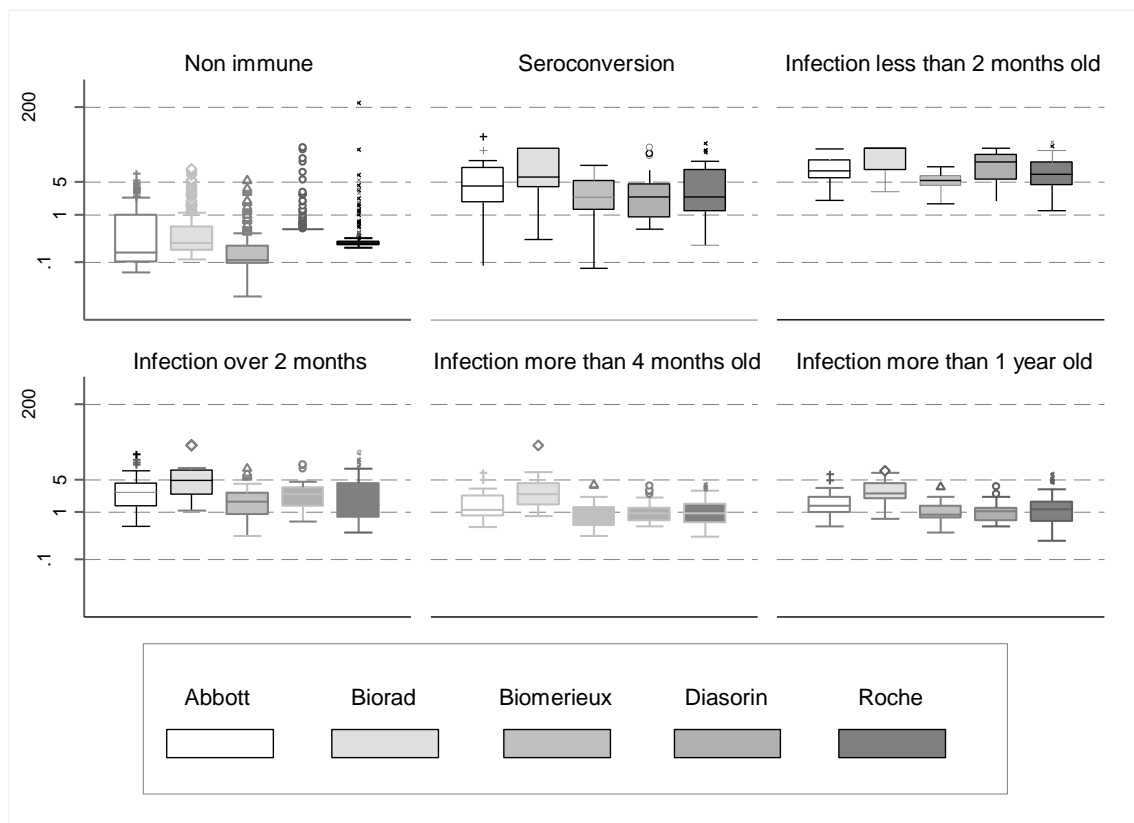 Non immune Seroconversion Infection less than 2 months old
200
5
1
.1
Infection over 2 months Infection more than 4 months old Infection more than 1 year old
200
5
1
.1
Abbott Biorad Biomerieux Diasorin Roche